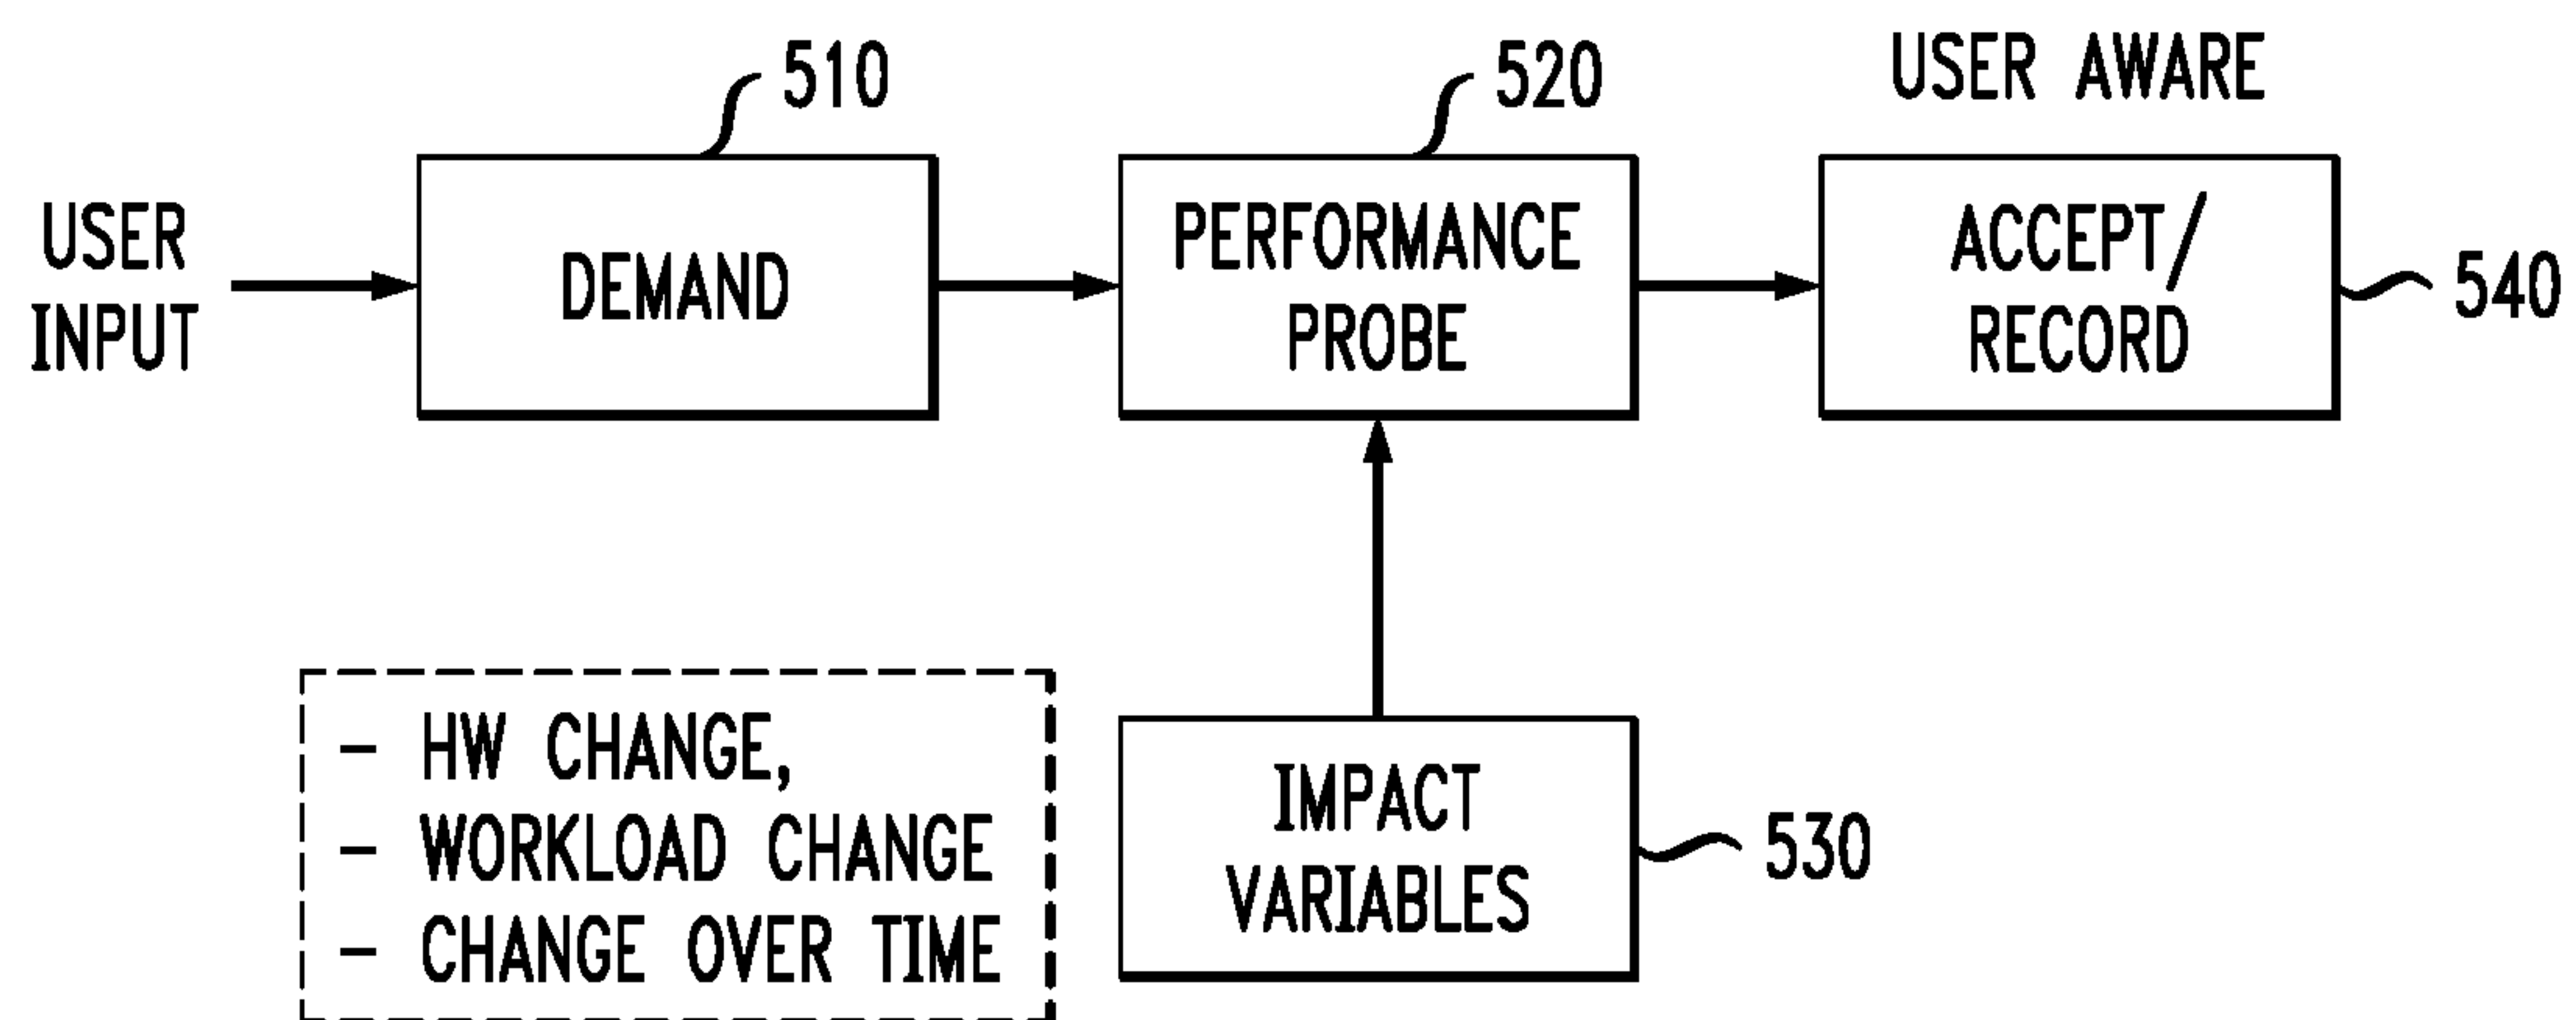 510
520
USER AWARE
USER
INPUT
DEMAND
PERFORMANCE
PROBE
ACCEPT/
RECORD
540
- HW CHANGE,
- WORKLOAD CHANGE
- CHANGE OVER TIME
IMPACT
VARIABLES
530